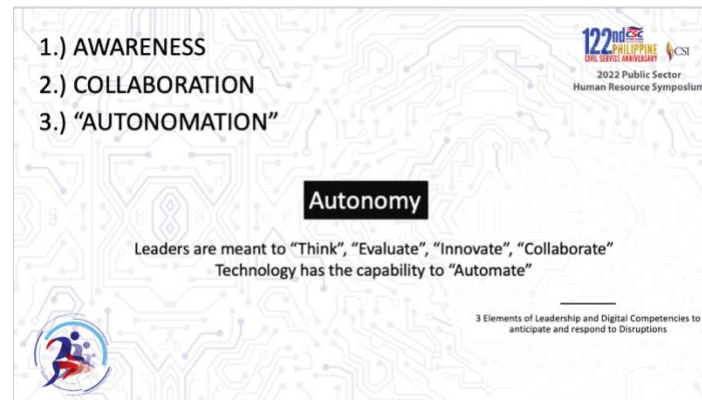 1.) AWARENESS
2.) COLLABORATION
3.) “AUTONOMATION”
122nd CSC
PHILIPPINE
CIVIL SERVICE ANNIVERSARY
CSI
2022 Public Sector
Human Resource Symposium
Autonomy
Leaders are meant to “Think”, “Evaluate”, “Innovate”, “Collaborate”
Technology has the capability to “Automate”
3 Elements of Leadership and Digital Competencies to
anticipate and respond to Disruptions